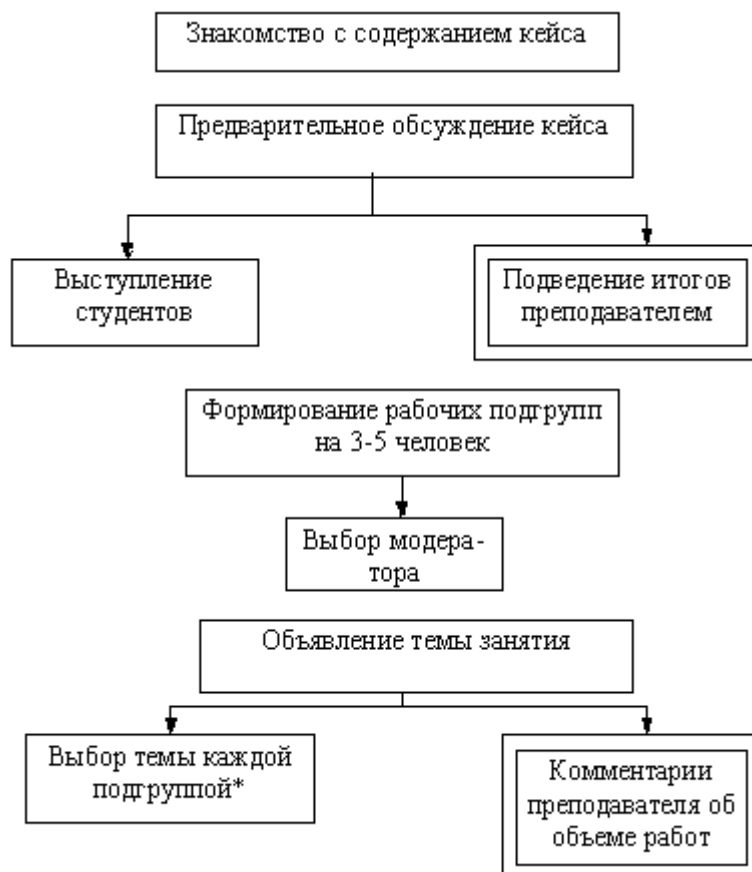 Знакомство с содержанием кейса
Предварительное обсуждение кейса
Выступление
студентов
Подведение итогов
преподавателем
Формирование рабочих подгрупп
на 3-5 человек
Выбор модера-
тора
Объявление темы занятия
Выбор темы каждой
подгруппой*
Комментарии
преподавателя об
объеме работ